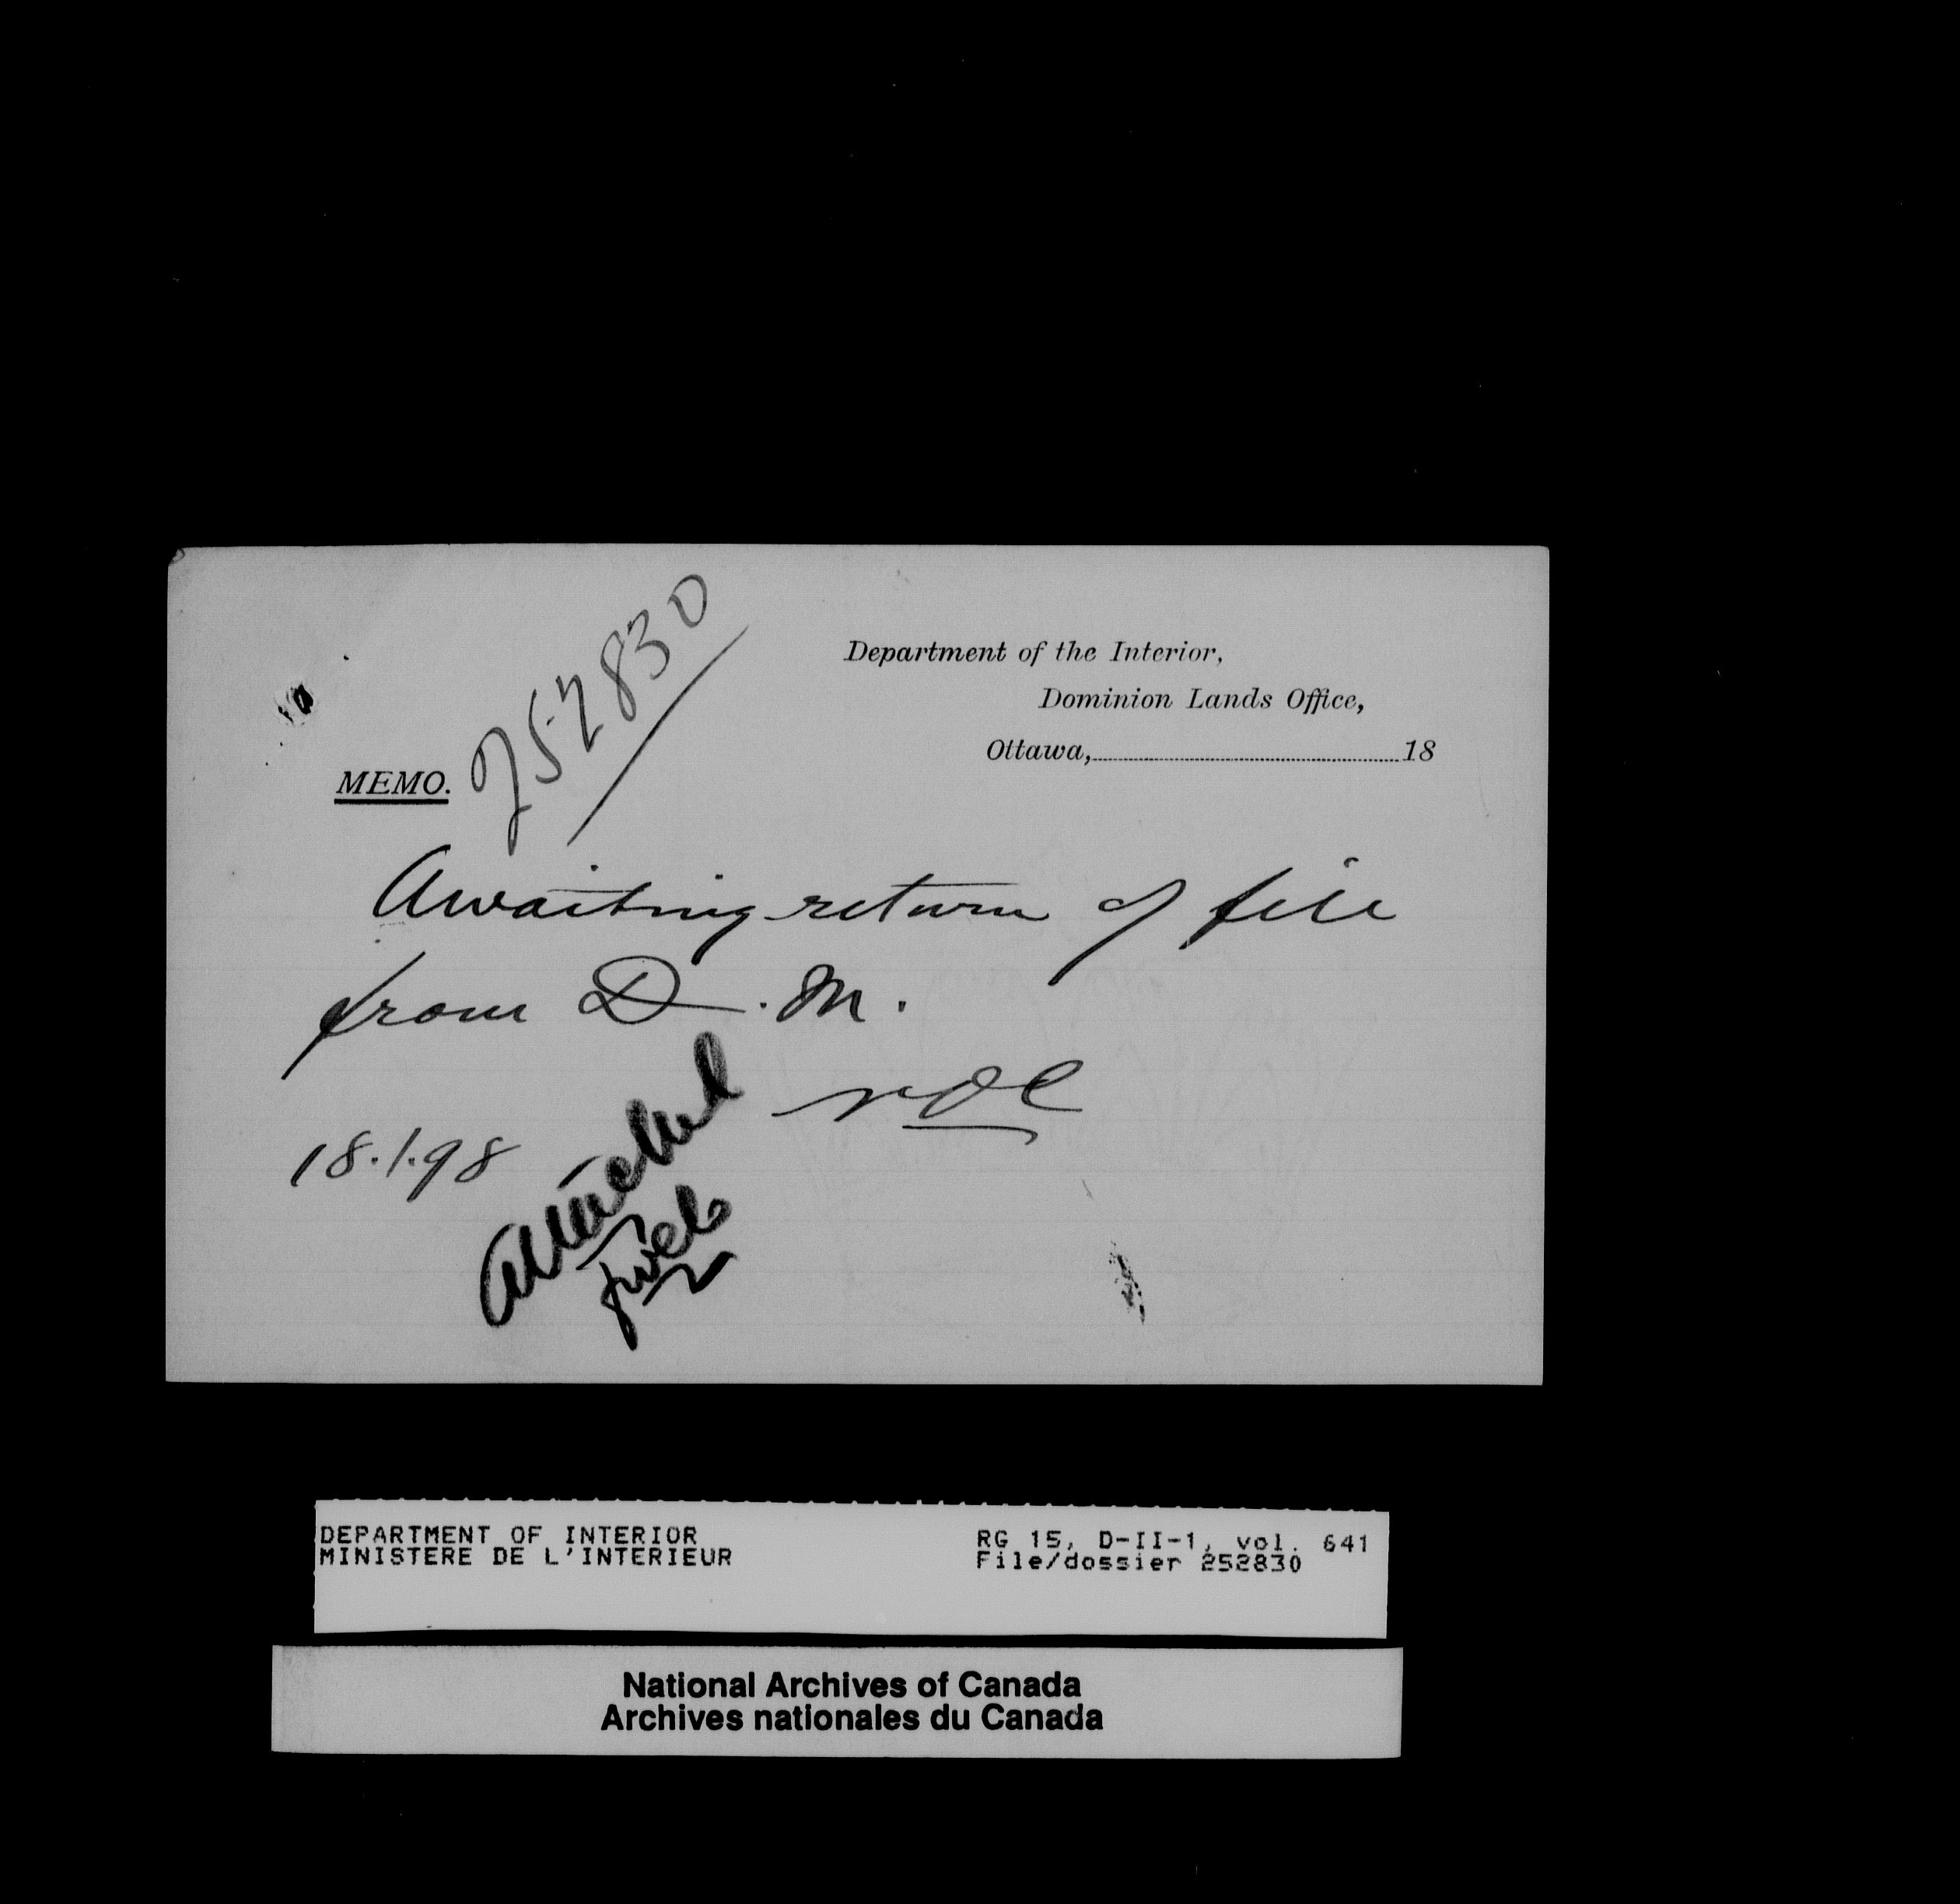 252830
Department of the Interior,
Dominion Lands Office,
Ottawa, 18
MEMO.
Awaiting return of file
from D. M.
18.1.98
Attached
DEPARTMENT OF INTERIOR
MINISTERE DE L'INTERIEUR
RG 15, D-II-1, vol. 641
File/dossier 252830
National Archives of Canada
Archives nationales du Canada